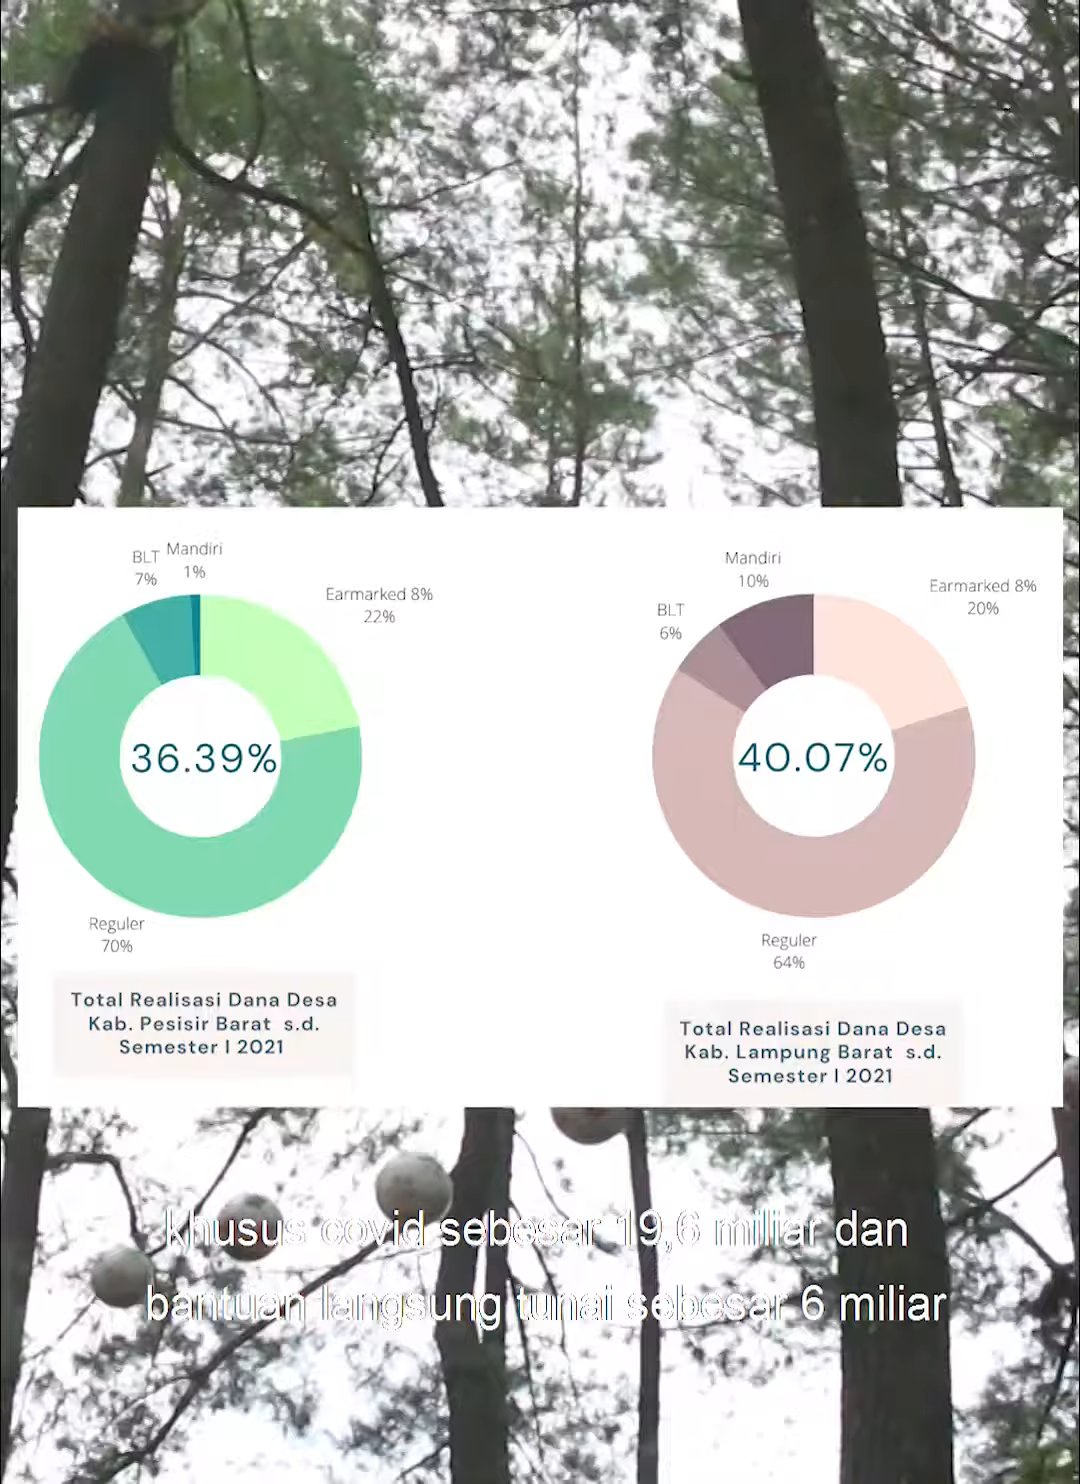 BLT
7%
Mandiri
1%
Earmarked 8%
22%
36.39%
Reguler
70%
Total Realisasi Dana Desa
Kab. Pesisir Barat s.d.
Semester I 2021
Mandiri
10%
BLT
6%
Earmarked 8%
20%
40.07%
Reguler
64%
Total Realisasi Dana Desa
Kab. Lampung Barat s.d.
Semester I 2021
khusus covid sebesar 19,6 miliar dan
bantuan langsung tunai sebesar 6 miliar